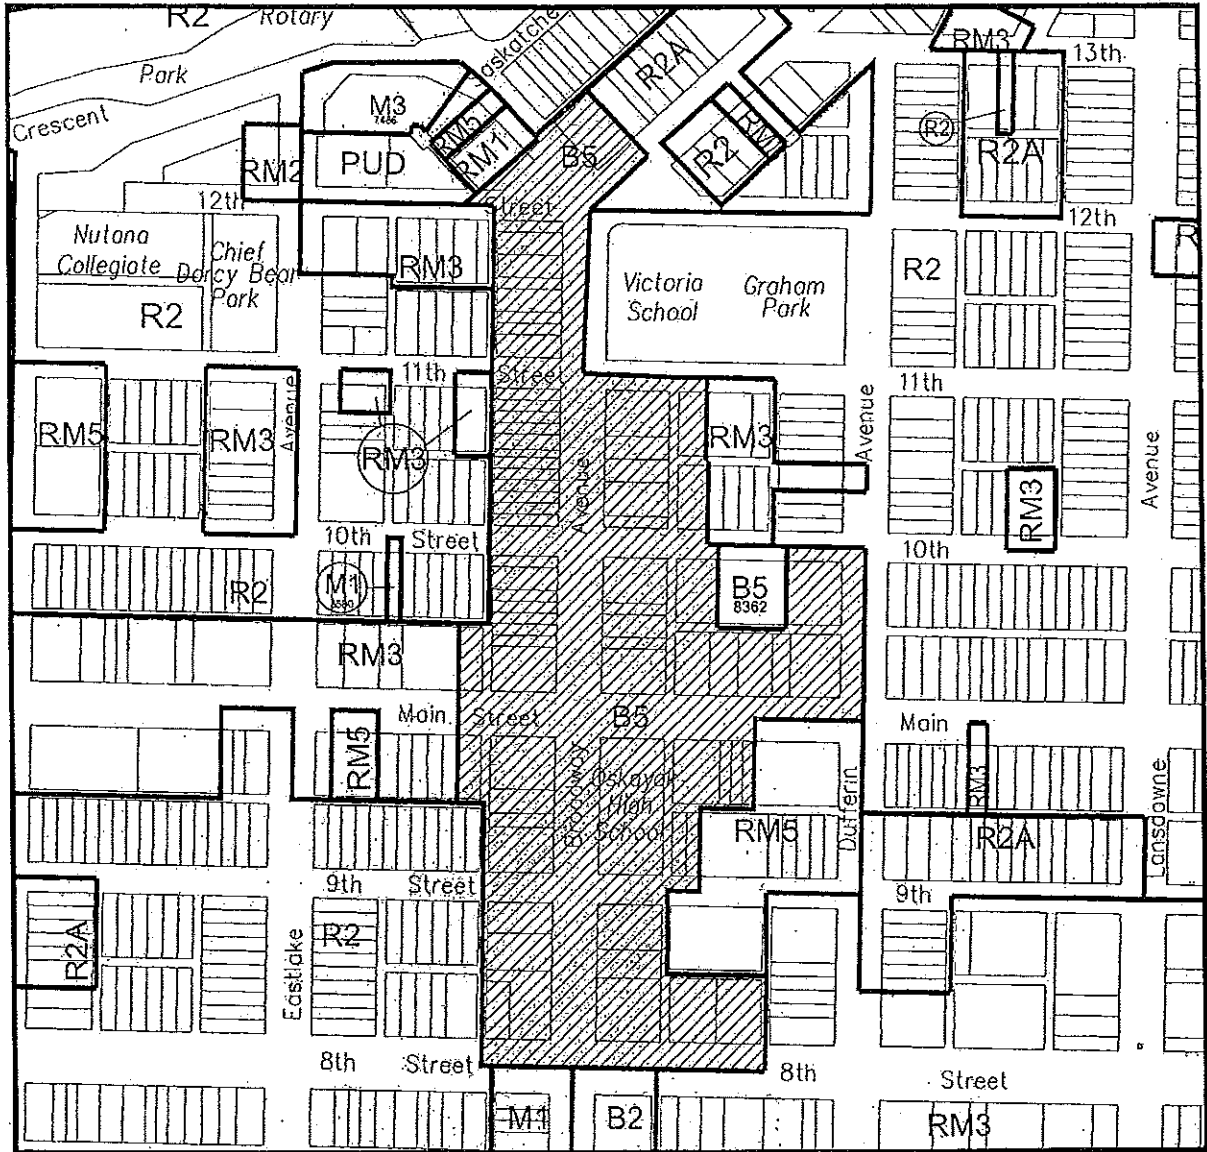 R2
Rotary
Park
Crescent
askatche
R2A
RM3
13th
M3
7486
RM5
RM1
R2
R2A
RM2
PUD
B5
R2
RM
12th
Street
12th
Nutana
Collegiate
Chief
Darcy Bear
Park
R2
RM3
Victoria
School
Graham
Park
R2
R
11th
Street
11th
Avenue
Avenue
Avenue
Avenue
RM5
RM3
RM3
RM3
RM3
10th
Street
10th
R2
M1
B5
8362
RM3
Main
Street
B5
Main
RM5
Broadway
Oskayak
High
School
RM5
Dufferin
RM3
R2A
Lansdowne
9th
Street
9th
R2A
Eastlake
R2
8th
Street
8th
Street
M1
B2
RM3